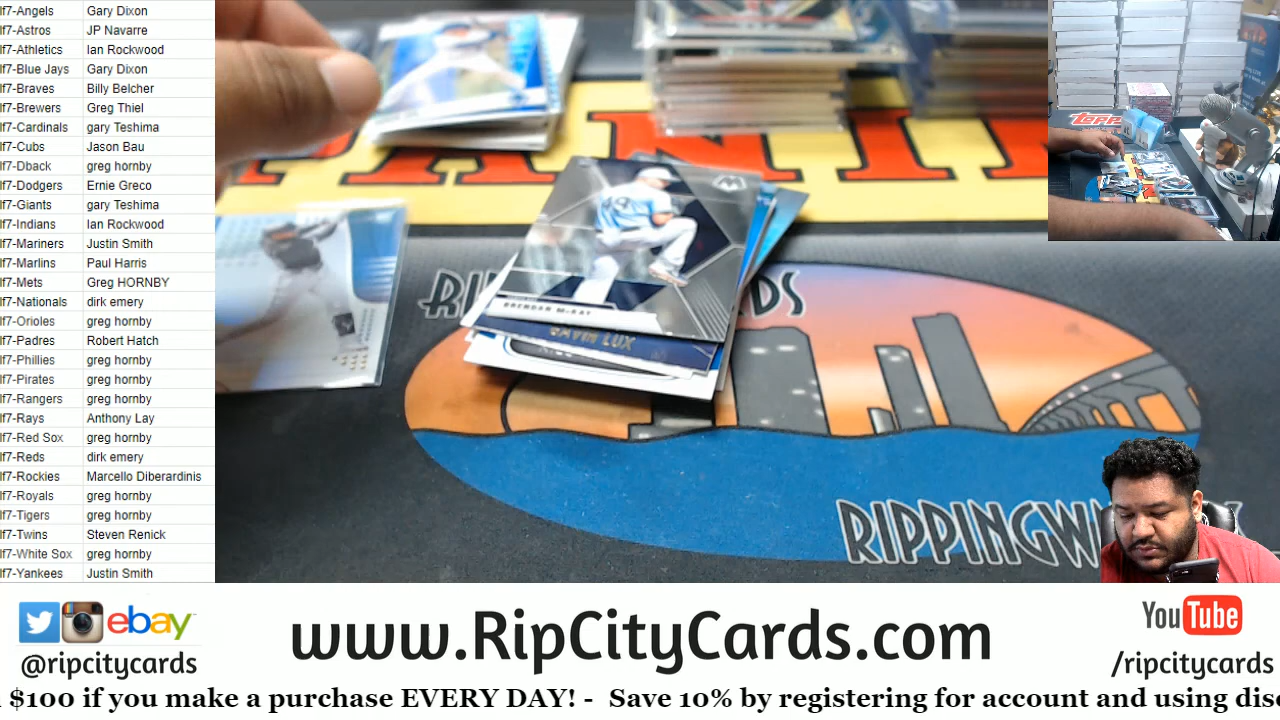 lf7-Angels Gary Dixon
lf7-Astros JP Navarre
lf7-Athletics Ian Rockwood
lf7-Blue Jays Gary Dixon
lf7-Braves Billy Belcher
lf7-Brewers Greg Thiel
lf7-Cardinals gary Teshima
lf7-Cubs Jason Bau
lf7-Dback greg hornby
lf7-Dodgers Ernie Greco
lf7-Giants gary Teshima
lf7-Indians Ian Rockwood
lf7-Mariners Justin Smith
lf7-Marlins Paul Harris
lf7-Mets Greg HORNBY
lf7-Nationals dirk emery
lf7-Orioles greg hornby
lf7-Padres Robert Hatch
lf7-Phillies greg hornby
lf7-Pirates greg hornby
lf7-Rangers greg hornby
lf7-Rays Anthony Lay
lf7-Red Sox greg hornby
lf7-Reds dirk emery
lf7-Rockies Marcello Diberardinis
lf7-Royals greg hornby
lf7-Tigers greg hornby
lf7-Twins Steven Renick
lf7-White Sox greg hornby
lf7-Yankees Justin Smith
PANINI
TOPPS
BRENDAN McKAY
GAVIN LUX
RI DS
RIPPINGW
ebay
@ripcitycards
www.RipCityCards.com
YouTube
/ripcitycards
$100 if you make a purchase EVERY DAY! - Save 10% by registering for account and using disc